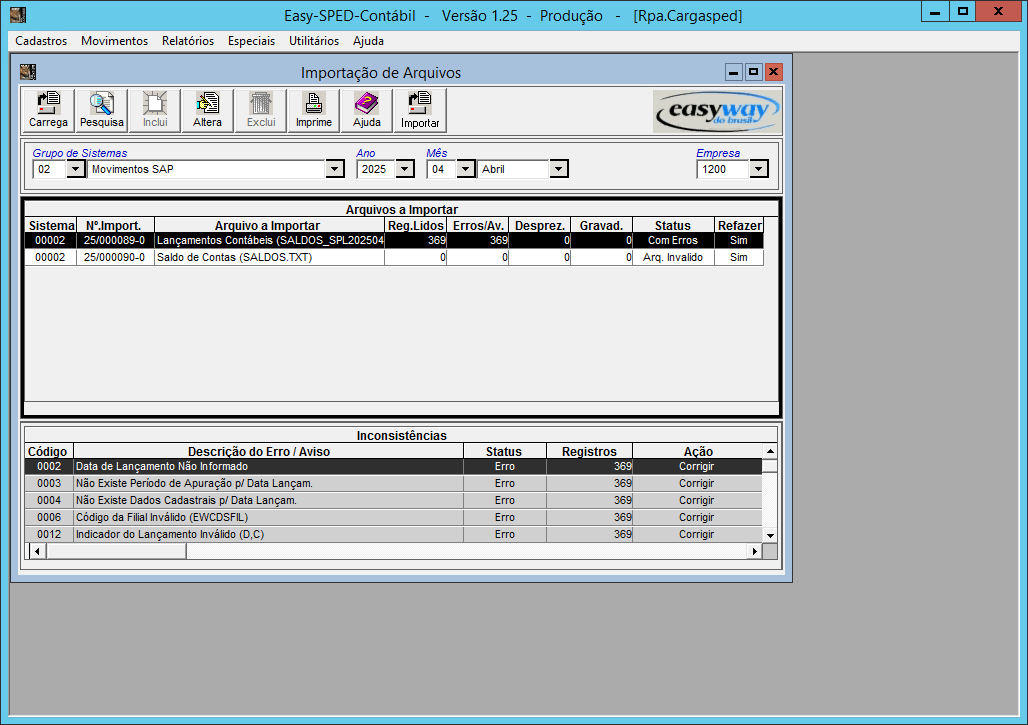 Easy-SPED-Contábil - Versão 1.25 - Produção - [Rpa.Cargasped]
Cadastros Movimentos Relatórios Especiais Utilitários Ajuda
Importação de Arquivos
Carrega Pesquisa Inclui Altera Exclui Imprime Ajuda Importar
easyway
do brasil
Grupo de Sistemas Ano Mês Empresa
02 Movimentos SAP 2025 04 Abril 1200
Arquivos a Importar
Sistema Nº.Import. Arquivo a Importar Reg.Lidos Erros/Av. Desprez. Gravad. Status Refazer
00002 25/000089-0 Lançamentos Contábeis (SALDOS_SPL202504 369 369 0 0 Com Erros Sim
00002 25/000090-0 Saldo de Contas (SALDOS.TXT) 0 0 0 0 Arq. Invalido Sim
Inconsistências
Código Descrição do Erro / Aviso Status Registros Ação
0002 Data de Lançamento Não Informado Erro 369 Corrigir
0003 Não Existe Período de Apuração p/ Data Lançam. Erro 369 Corrigir
0004 Não Existe Dados Cadastrais p/ Data Lançam. Erro 369 Corrigir
0006 Código da Filial Inválido (EWCDSFIL) Erro 369 Corrigir
0012 Indicador do Lançamento Inválido (D,C) Erro 369 Corrigir